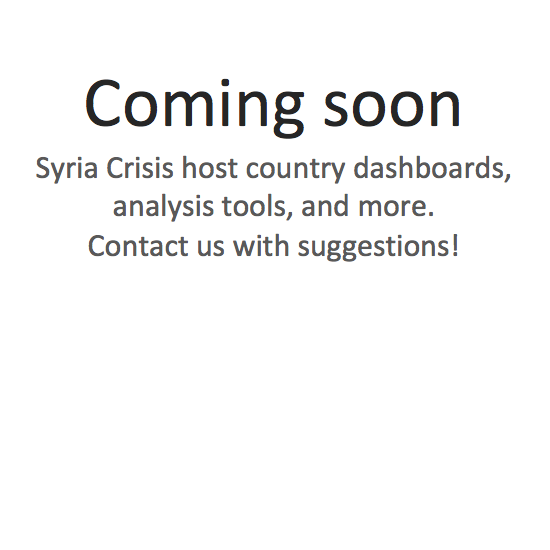 Coming soon
Syria Crisis host country dashboards,
analysis tools, and more.
Contact us with suggestions!